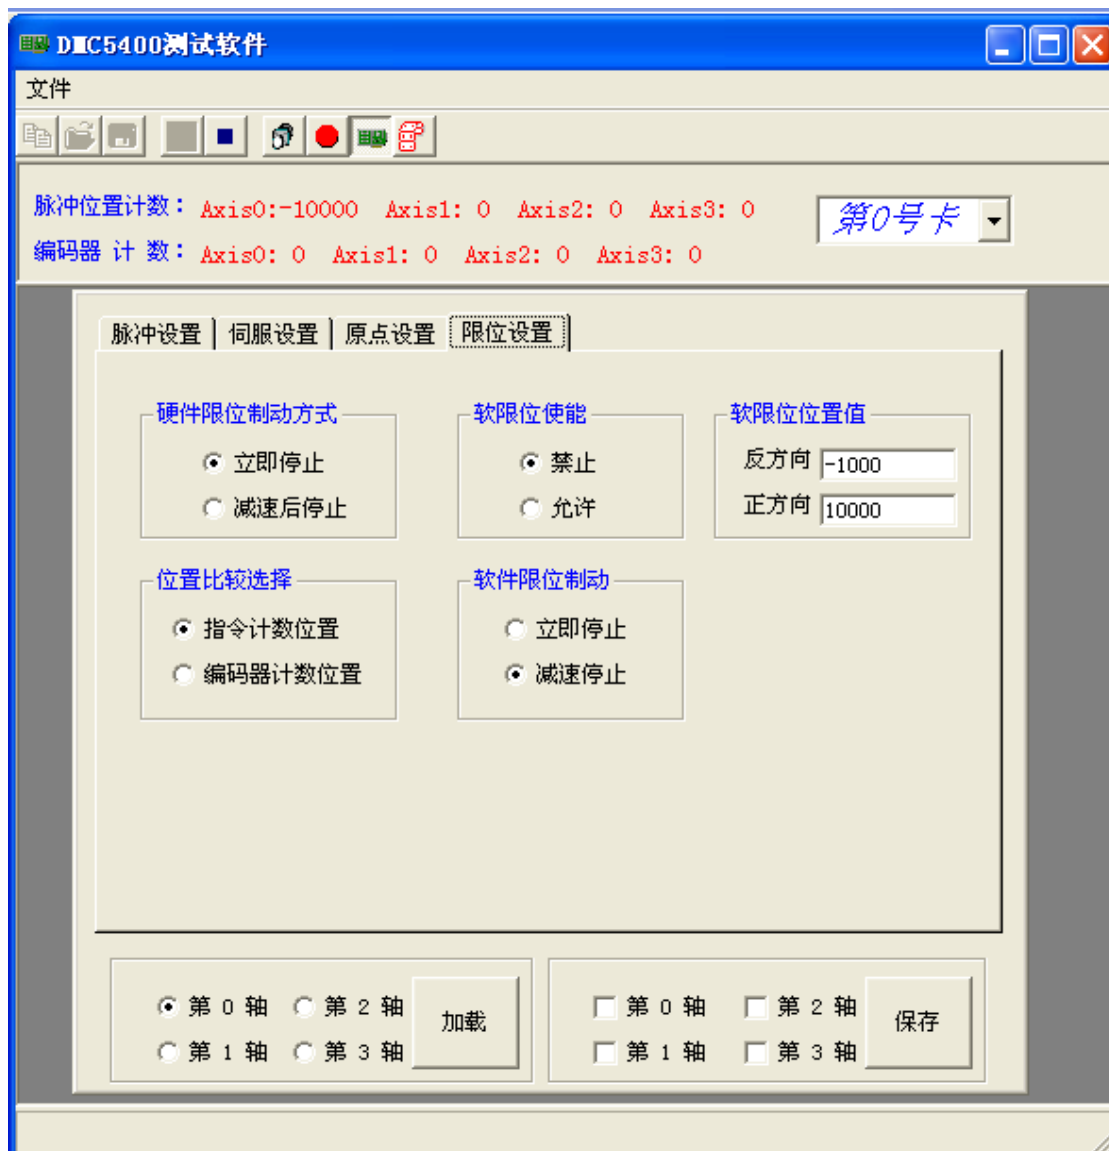 DMC5400测试软件
文件
脉冲位置计数: Axis0:-10000 Axis1: 0 Axis2: 0 Axis3: 0
第0号卡
编码器 计 数: Axis0: 0 Axis1: 0 Axis2: 0 Axis3: 0
脉冲设置 伺服设置 原点设置 限位设置
硬件限位制动方式 软限位使能 软限位位置值
立即停止 禁止 反方向 -1000
减速后停止 允许 正方向 10000
位置比较选择 软件限位制动
指令计数位置 立即停止
编码器计数位置 减速停止
第 0 轴 第 2 轴 加载 第 0 轴 第 2 轴 保存
第 1 轴 第 3 轴 第 1 轴 第 3 轴